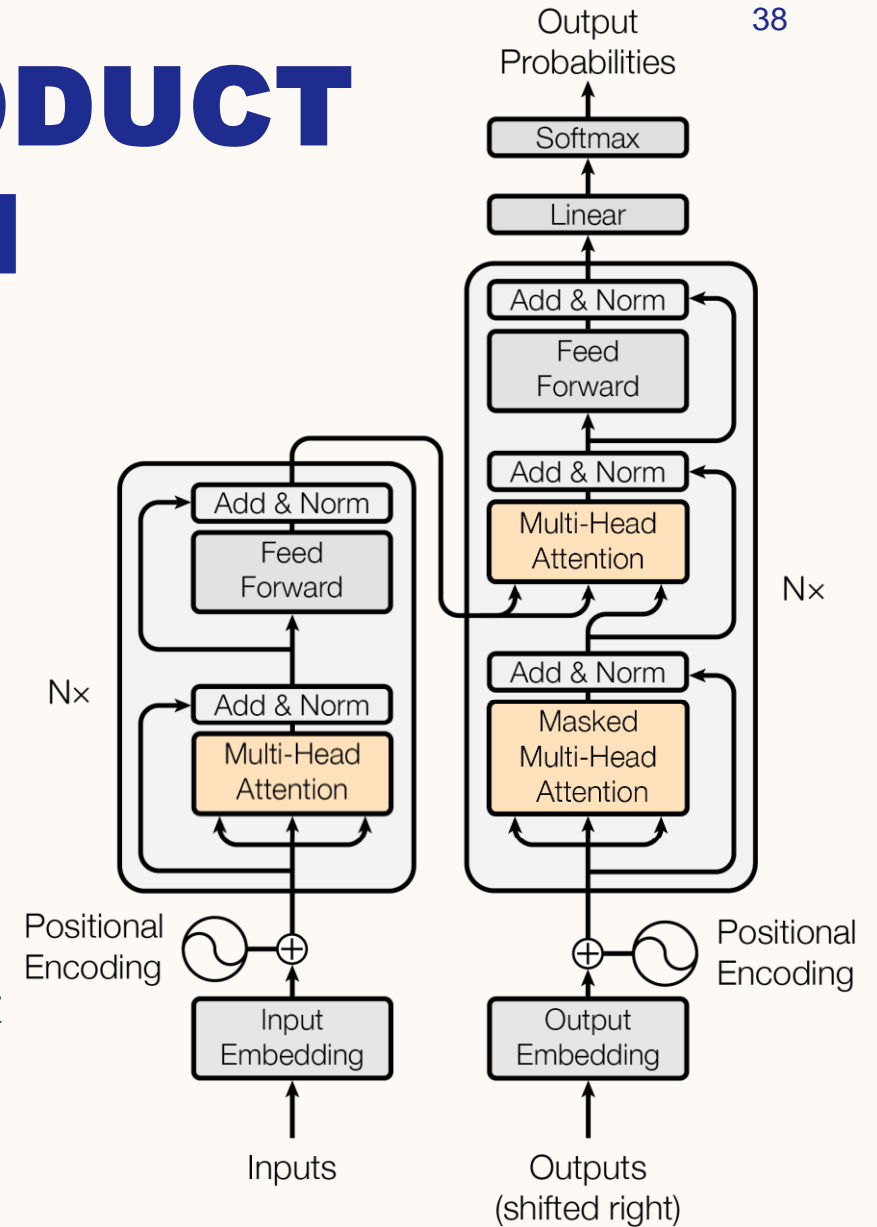 38
ODUCT
Output
Probabilities
Softmax
Linear
Add & Norm
Feed
Forward
Add & Norm
Multi-Head
Attention
Add & Norm
Masked
Multi-Head
Attention
Nx
Add & Norm
Feed
Forward
Add & Norm
Multi-Head
Attention
Nx
Positional
Encoding
Positional
Encoding
Input
Embedding
Output
Embedding
Inputs
Outputs
(shifted right)